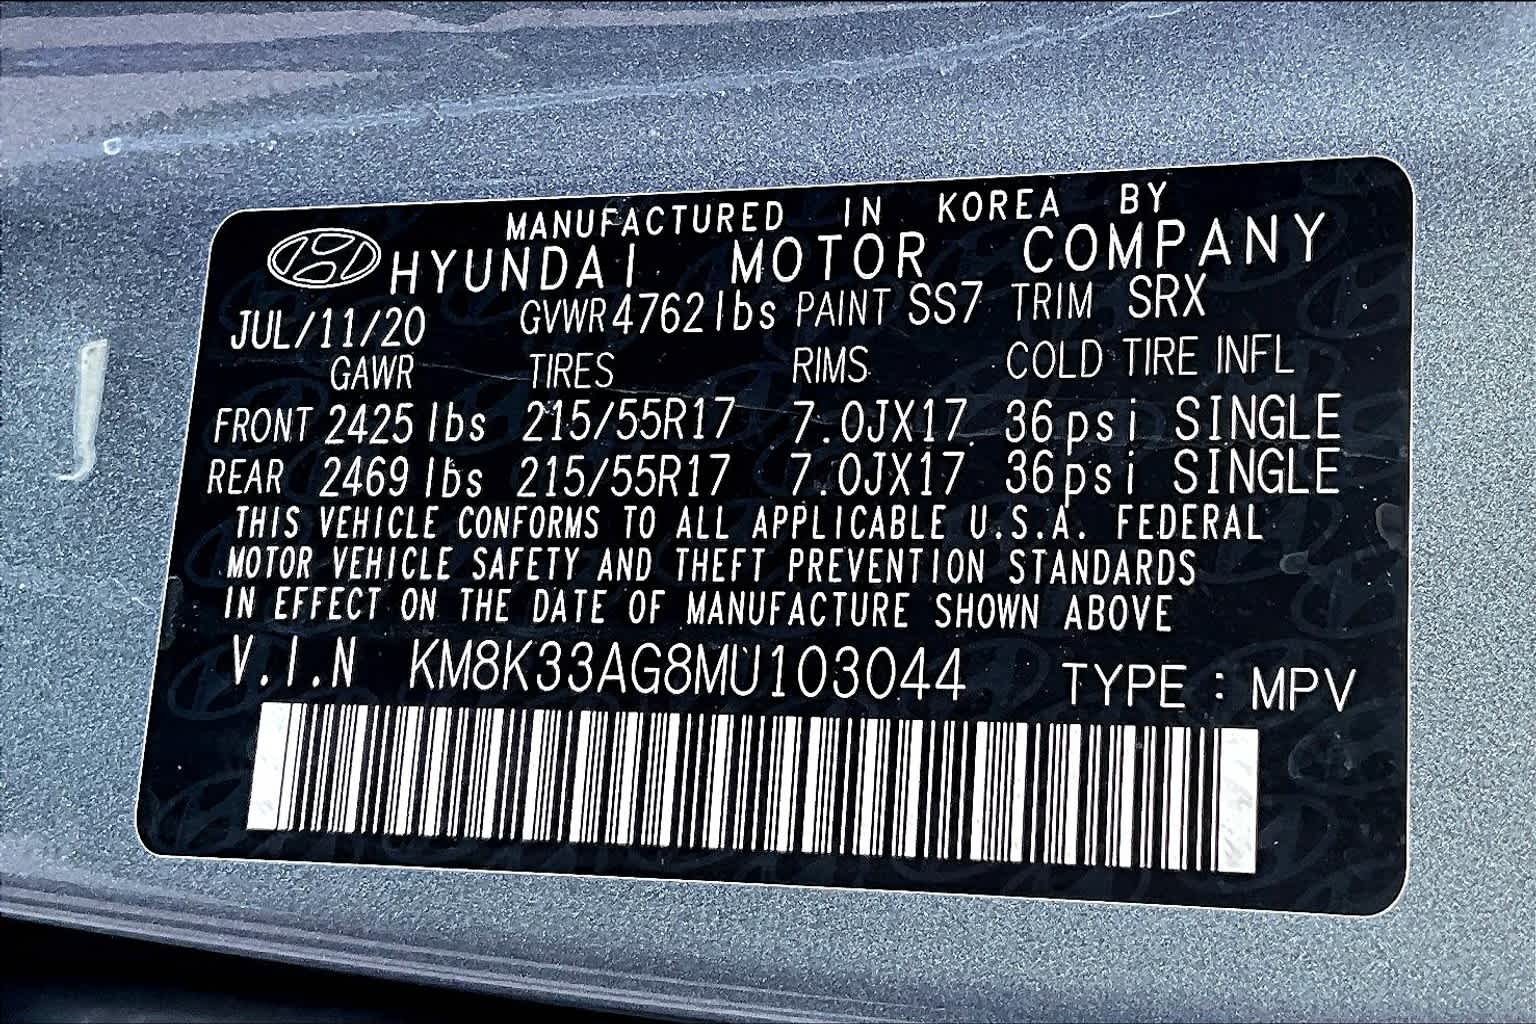 MANUFACTURED IN KOREA BY
HYUNDAI MOTOR COMPANY
JUL/11/20 GVWR 4762lbs PAINT SS7 TRIM SRX
GAWR TIRES RIMS COLD TIRE INFL
FRONT 2425 lbs 215/55R17 7.0JX17 36psi SINGLE
REAR 2469 lbs 215/55R17 7.0JX17 36psi SINGLE
THIS VEHICLE CONFORMS TO ALL APPLICABLE U.S.A. FEDERAL
MOTOR VEHICLE SAFETY AND THEFT PREVENTION STANDARDS
IN EFFECT ON THE DATE OF MANUFACTURE SHOWN ABOVE
V.I.N KM8K33AG8MU103044 TYPE : MPV